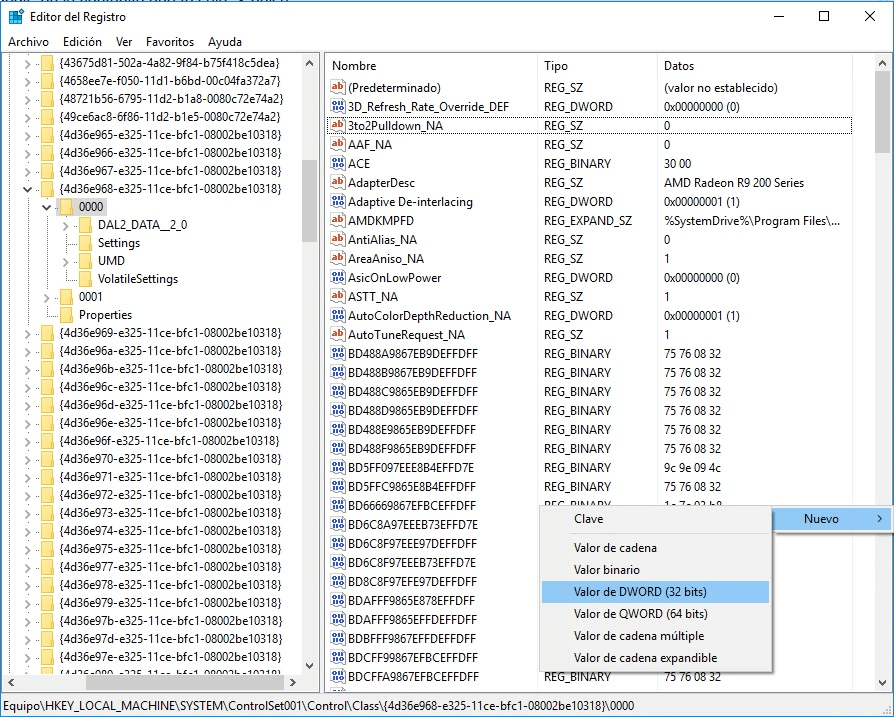 Editor del Registro
Archivo Edición Ver Favoritos Ayuda
{43675d81-502a-4a82-9f84-b75f418c5dea}
{4658ee7e-f050-11d1-b6bd-00c04fa372a7}
{48721b56-6795-11d2-b1a8-0080c72e74a2}
{49ce6ac8-6f86-11d2-b1e5-0080c72e74a2}
{4d36e965-e325-11ce-bfc1-08002be10318}
{4d36e966-e325-11ce-bfc1-08002be10318}
{4d36e967-e325-11ce-bfc1-08002be10318}
{4d36e968-e325-11ce-bfc1-08002be10318}
0000
DAL2_DATA__2_0
Settings
UMD
VolatileSettings
0001
Properties
{4d36e969-e325-11ce-bfc1-08002be10318}
{4d36e96a-e325-11ce-bfc1-08002be10318}
{4d36e96b-e325-11ce-bfc1-08002be10318}
{4d36e96c-e325-11ce-bfc1-08002be10318}
{4d36e96d-e325-11ce-bfc1-08002be10318}
{4d36e96e-e325-11ce-bfc1-08002be10318}
{4d36e96f-e325-11ce-bfc1-08002be10318}
{4d36e970-e325-11ce-bfc1-08002be10318}
{4d36e971-e325-11ce-bfc1-08002be10318}
{4d36e972-e325-11ce-bfc1-08002be10318}
{4d36e973-e325-11ce-bfc1-08002be10318}
{4d36e974-e325-11ce-bfc1-08002be10318}
{4d36e975-e325-11ce-bfc1-08002be10318}
{4d36e977-e325-11ce-bfc1-08002be10318}
{4d36e978-e325-11ce-bfc1-08002be10318}
{4d36e979-e325-11ce-bfc1-08002be10318}
{4d36e97b-e325-11ce-bfc1-08002be10318}
{4d36e97d-e325-11ce-bfc1-08002be10318}
{4d36e97e-e325-11ce-bfc1-08002be10318}
{4d36e980-e325-11ce-bfc1-08002be10318}
Nombre Tipo Datos
(Predeterminado) REG_SZ (valor no establecido)
3D_Refresh_Rate_Override_DEF REG_DWORD 0x00000000 (0)
3to2Pulldown_NA REG_SZ 0
AAF_NA REG_SZ 0
ACE REG_BINARY 30 00
AdapterDesc REG_SZ AMD Radeon R9 200 Series
Adaptive De-interlacing REG_DWORD 0x00000001 (1)
AMDKMPFD REG_EXPAND_SZ %SystemDrive%\Program Files\...
AntiAlias_NA REG_SZ 0
AreaAniso_NA REG_SZ 1
AsicOnLowPower REG_DWORD 0x00000000 (0)
ASTT_NA REG_SZ 1
AutoColorDepthReduction_NA REG_DWORD 0x00000001 (1)
AutoTuneRequest_NA REG_SZ 1
BD488A9867EB9DEFFDFF REG_BINARY 75 76 08 32
BD488B9867EB9DEFFDFF REG_BINARY 75 76 08 32
BD488C9865EB9DEFFDFF REG_BINARY 75 76 08 32
BD488D9865EB9DEFFDFF REG_BINARY 75 76 08 32
BD488E9865EB9DEFFDFF REG_BINARY 75 76 08 32
BD488F9865EB9DEFFDFF REG_BINARY 75 76 08 32
BD5FF097EEE8B4EFFD7E REG_BINARY 9c 9e 09 4c
BD5FFC9865E8B4EFFDFF REG_BINARY 75 76 08 32
BD66669867EFBCEFFDFF REG_BINARY
BD6C8A97EEEB73EFFD7E
BD6C8F97EEE97DEFFDFF
BD6C8F97EEEB73EFFD7E
BD8C8F97EFE97DEFFDFF
BDAFFF9865E878EFFDFF
BDAFFF9865EFFDEFFDFF
BDBFFF9867EFFDEFFDFF
BDCFF99867EFBCEFFDFF
BDCFFA9867EFBCEFFDFF REG_BINARY 75 76 08 32
Nuevo
Clave
Valor de cadena
Valor binario
Valor de DWORD (32 bits)
Valor de QWORD (64 bits)
Valor de cadena múltiple
Valor de cadena expandible
Equipo\HKEY_LOCAL_MACHINE\SYSTEM\ControlSet001\Control\Class\{4d36e968-e325-11ce-bfc1-08002be10318}\0000